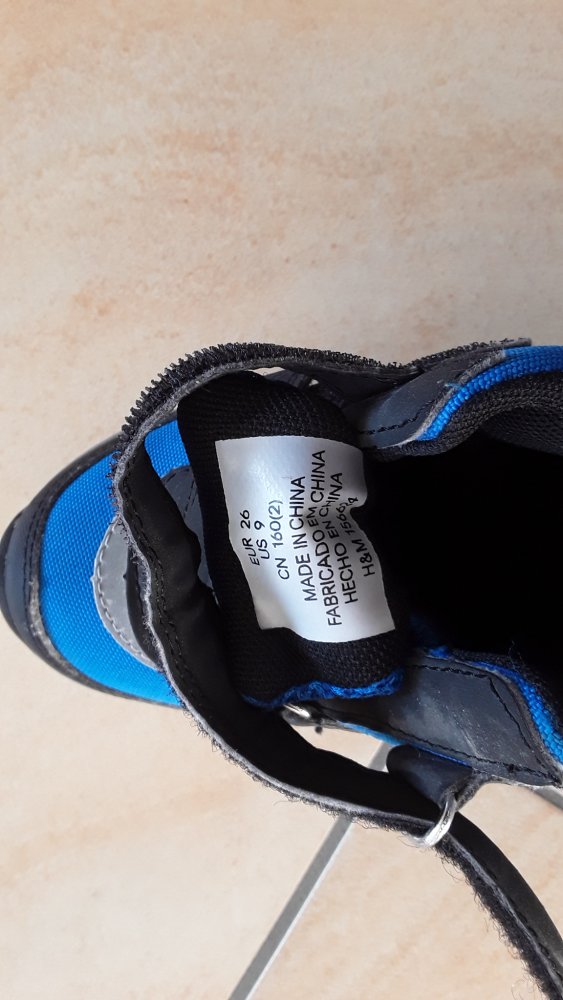 EUR 26
US 9
CN 160(2)
MADE IN CHINA
EM CHINA
FABRICADO EN CHINA
HECHO
H&M